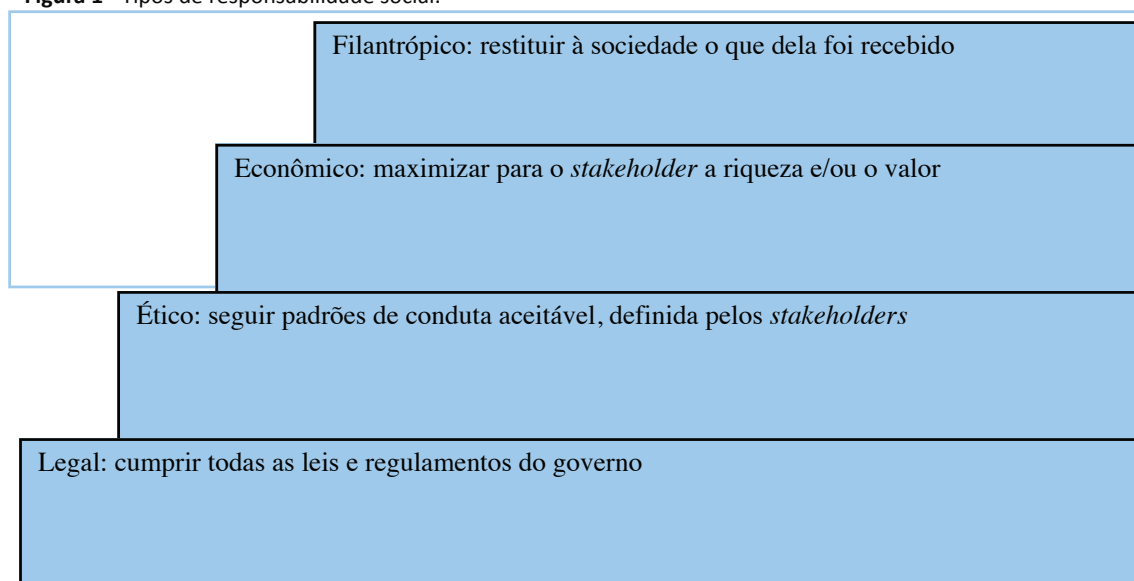 Figura 1 - Tipos de responsabilidade social.
Filantrópico: restituir à sociedade o que dela foi recebido
Econômico: maximizar para o stakeholder a riqueza e/ou o valor
Ético: seguir padrões de conduta aceitável, definida pelos stakeholders
Legal: cumprir todas as leis e regulamentos do governo